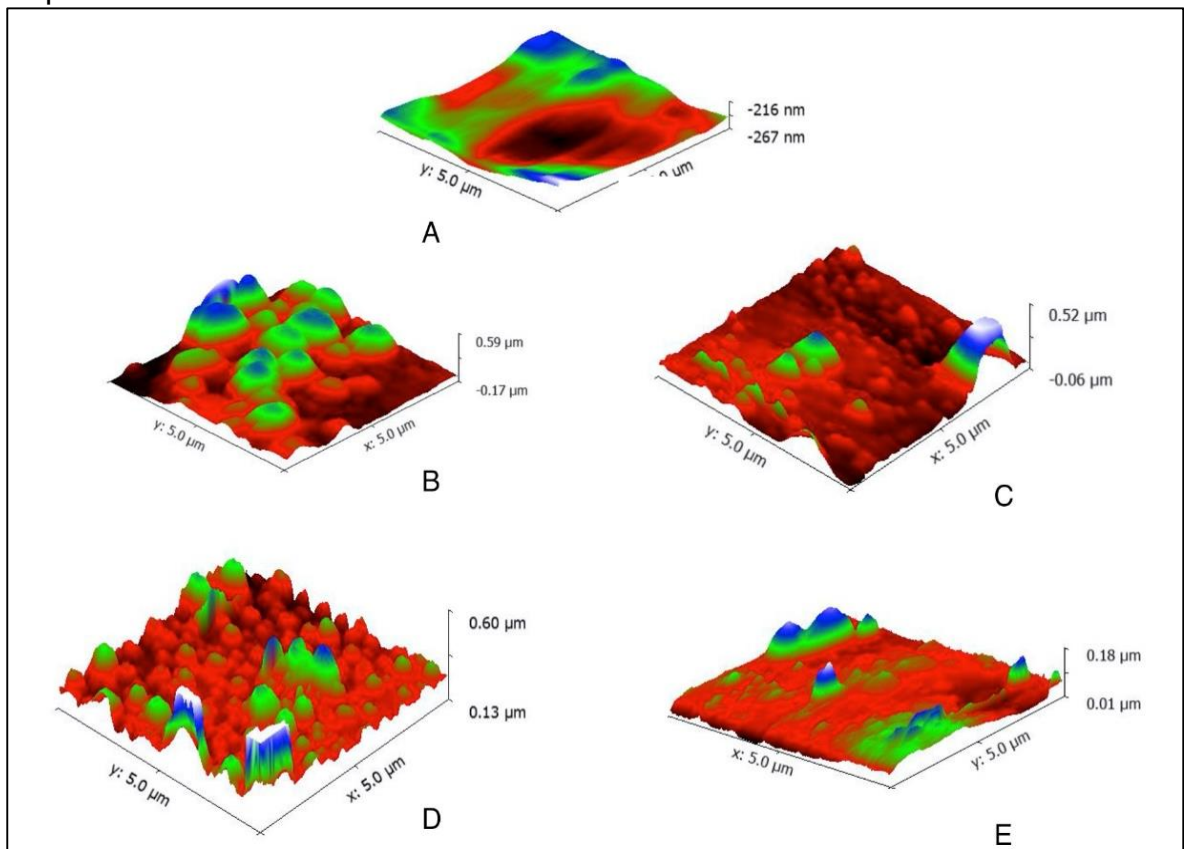 -216 nm
-267 nm
y: 5.0 µm
A
0.59 µm
-0.17 µm
y: 5.0 µm
x: 5.0 µm
B
0.52 µm
-0.06 µm
y: 5.0 µm
x: 5.0 µm
C
0.60 µm
0.13 µm
y: 5.0 µm
x: 5.0 µm
D
0.18 µm
0.01 µm
x: 5.0 µm
y: 5.0 µm
E